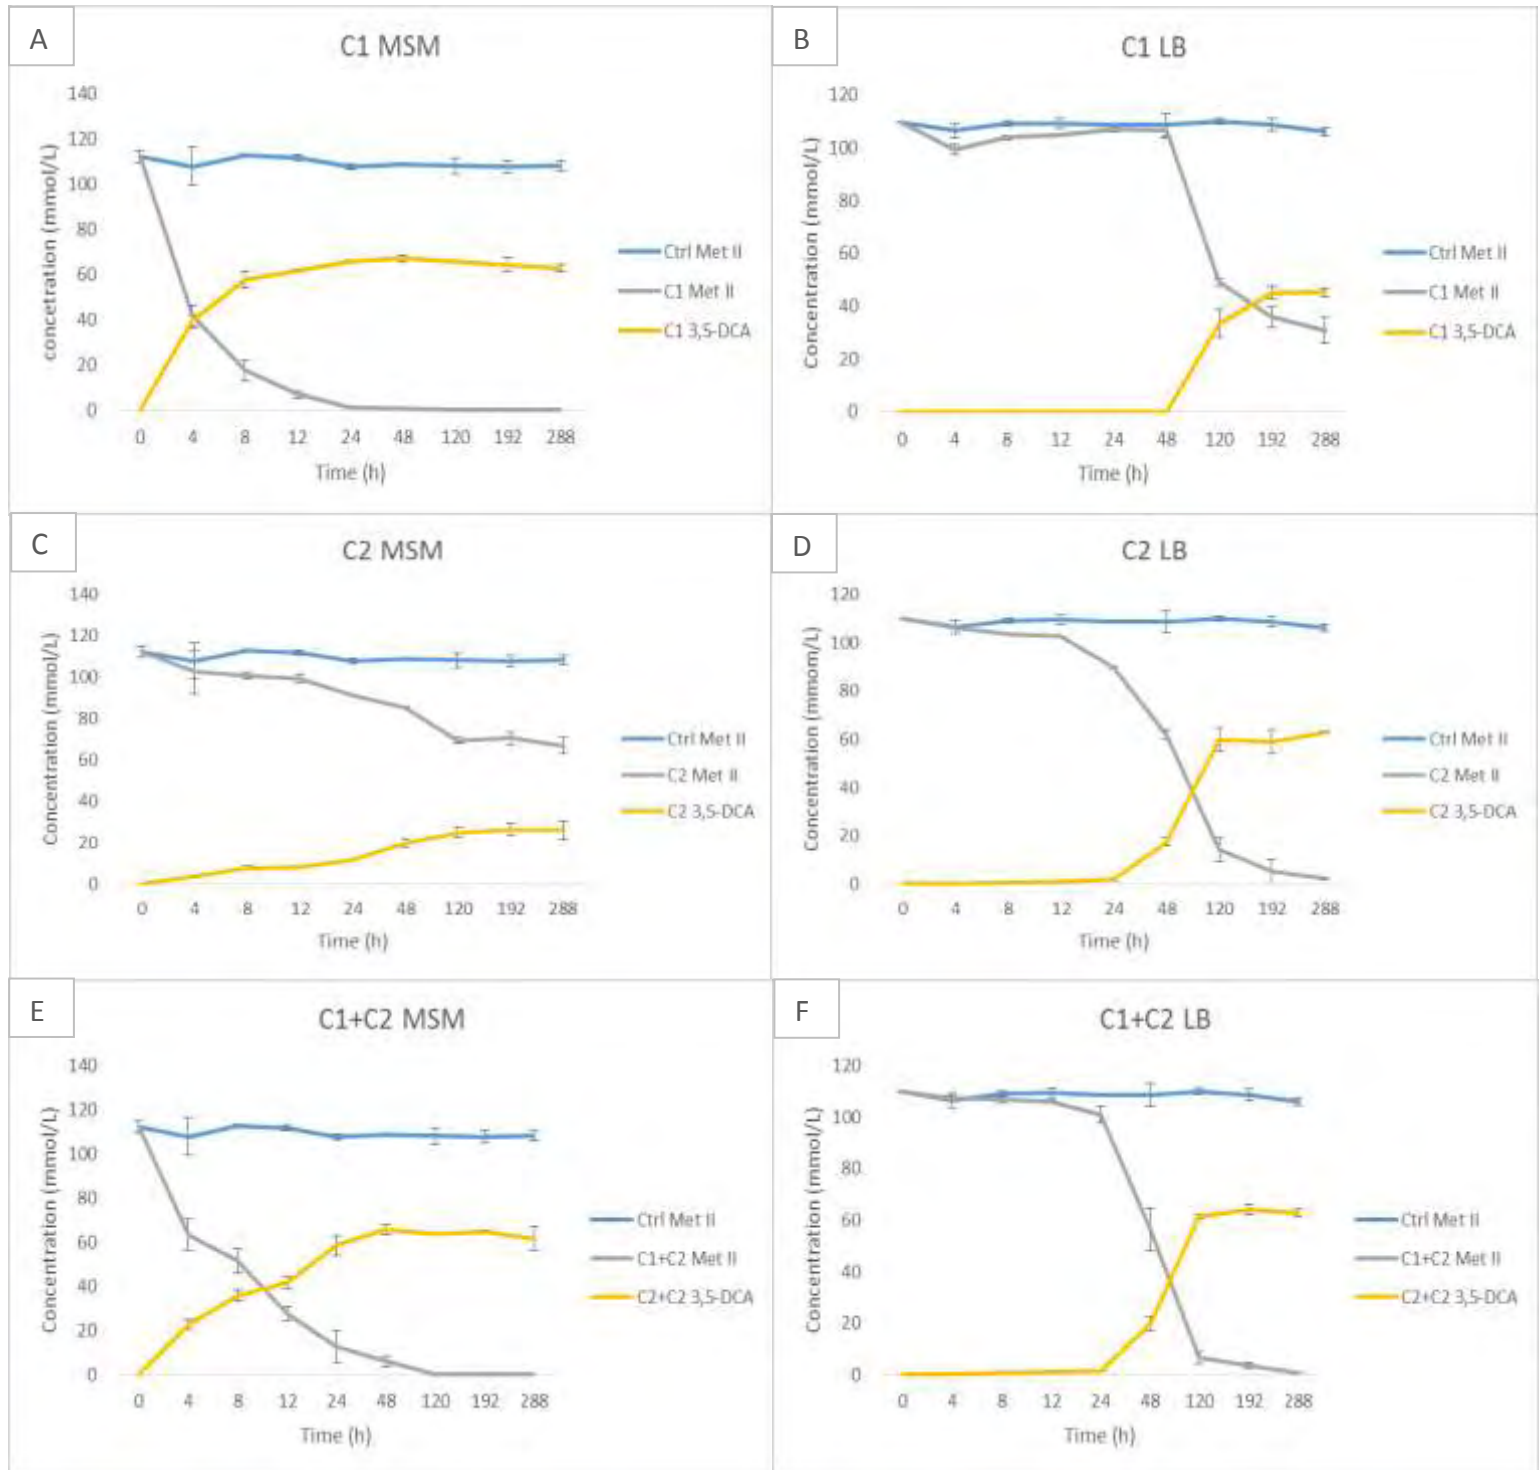 A
C1 MSM
concetration (mmol/L)
140
120
100
80
60
40
20
0
0 4 8 12 24 48 120 192 288
Time (h)
Ctrl Met II
C1 Met II
C1 3,5-DCA
B
C1 LB
Concentration (mmol/L)
120
100
80
60
40
20
0
0 4 8 12 24 48 120 192 288
Time (h)
Ctrl Met II
C1 Met II
C1 3,5-DCA
C
C2 MSM
Concentration (mmol/L)
140
120
100
80
60
40
20
0
0 4 8 12 24 48 120 192 288
Time (h)
Ctrl Met II
C2 Met II
C2 3,5-DCA
D
C2 LB
Concentration (mmom/L)
120
100
80
60
40
20
0
0 4 8 12 24 48 120 192 288
Time (h)
Ctrl Met II
C2 Met II
C2 3,5-DCA
E
C1+C2 MSM
Concentration (mmol/L)
140
120
100
80
60
40
20
0
0 4 8 12 24 48 120 192 288
Time (h)
Ctrl Met II
C1+C2 Met II
C2+C2 3,5-DCA
F
C1+C2 LB
Concentration (mmol/L)
120
100
80
60
40
20
0
0 4 8 12 24 48 120 192 288
Time (h)
Ctrl Met II
C1+C2 Met II
C2+C2 3,5-DCA